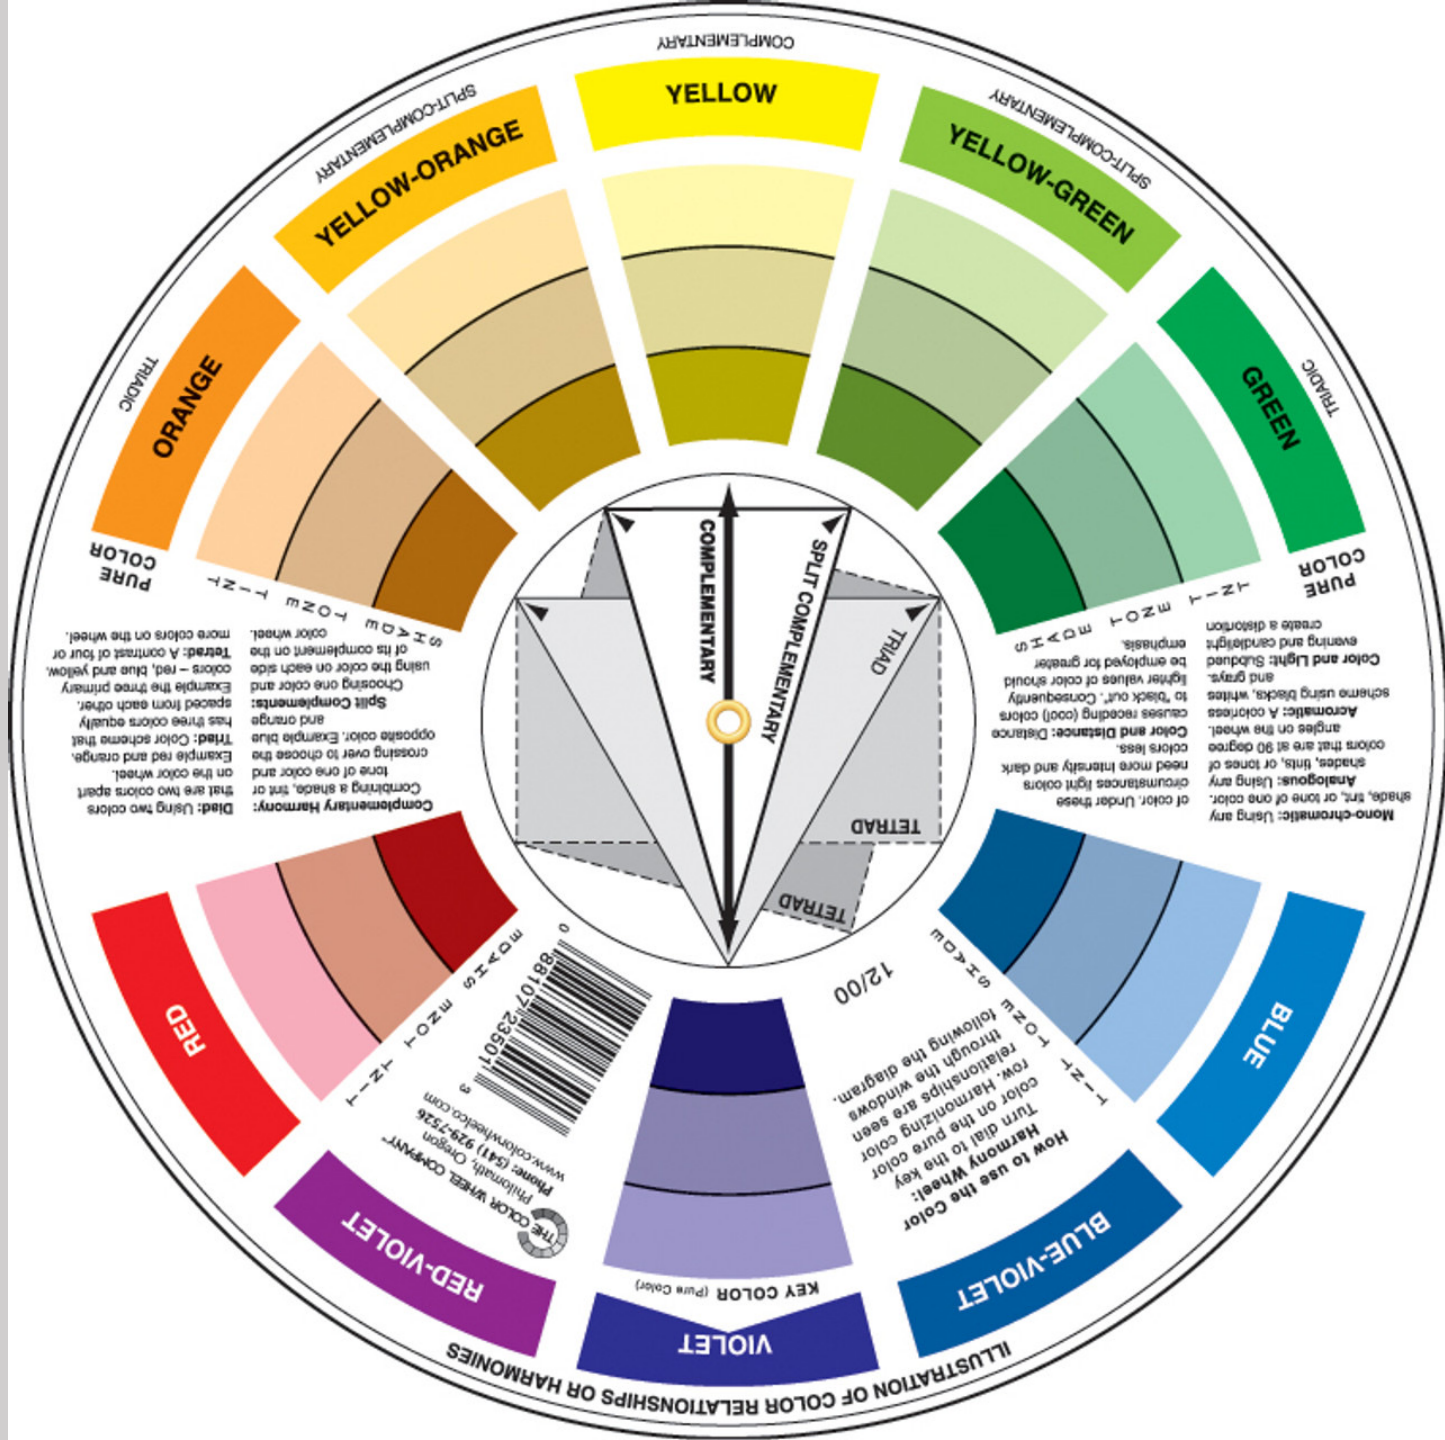 COMPLEMENTARY
SPLIT-COMPLEMENTARY
SPLIT-COMPLEMENTARY
TRIADIC
TRIADIC
YELLOW
YELLOW-ORANGE
YELLOW-GREEN
ORANGE
GREEN
PURE
COLOR
TINT TONE SHADE
PURE
COLOR
SHADE TONE TINT
COMPLEMENTARY
SPLIT COMPLEMENTARY
TRIAD
TETRAD
TETRAD
Mono-chromatic: Using any
shade, tint, or tone of one color.
Analogous: Using any
shades, tints, or tones of
colors that are at 90 degree
angles on the wheel.
Acromatic: A colorless
scheme using blacks, whites
and grays.
Color and Light: Subdued
evening and candlelight
create a distortion
of color. Under these
circumstances light colors
need more intensity and dark
colors less.
Color and Distance: Distance
causes receding (cool) colors
to "black out". Consequently
lighter values of color should
be employed for greater
emphasis.
Complementary Harmony:
Combining a shade, tint or
tone of one color and
crossing over to choose the
opposite color. Example blue
and orange
Split Complements:
Choosing one color and
using the color on each side
of its complement on the
color wheel.
Diad: Using two colors
that are two colors apart
on the color wheel.
Example red and orange.
Triad: Color scheme that
has three colors equally
spaced from each other.
Example the three primary
colors – red, blue and yellow.
Tetrad: A contrast of four or
more colors on the wheel.
RED
BLUE
TINT TONE SHADE
SHADE TONE TINT
0 88107 23501 3
THE COLOR WHEEL COMPANY
Philomath, Oregon
Phone: (541) 929-7526
www.colorwheelco.com
12/00
How to use the Color
Harmony Wheel:
Turn dial to the key
color on the pure color
row. Harmonizing color
relationships are seen
through the windows
following the diagram.
RED-VIOLET
BLUE-VIOLET
KEY COLOR (Pure Color)
VIOLET
ILLUSTRATION OF COLOR RELATIONSHIPS OR HARMONIES